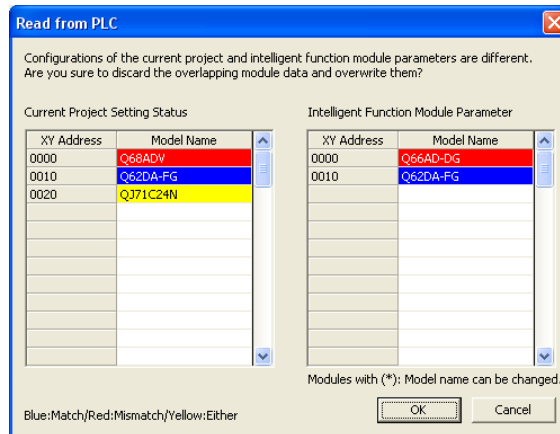 Read from PLC
Configurations of the current project and intelligent function module parameters are different.
Are you sure to discard the overlapping module data and overwrite them?
Current Project Setting Status
XY Address Model Name
0000 Q68ADV
0010 Q62DA-FG
0020 QJ71C24N
Intelligent Function Module Parameter
XY Address Model Name
0000 Q66AD-DG
0010 Q62DA-FG
Modules with (*): Model name can be changed.
Blue:Match/Red:Mismatch/Yellow:Either
OK Cancel